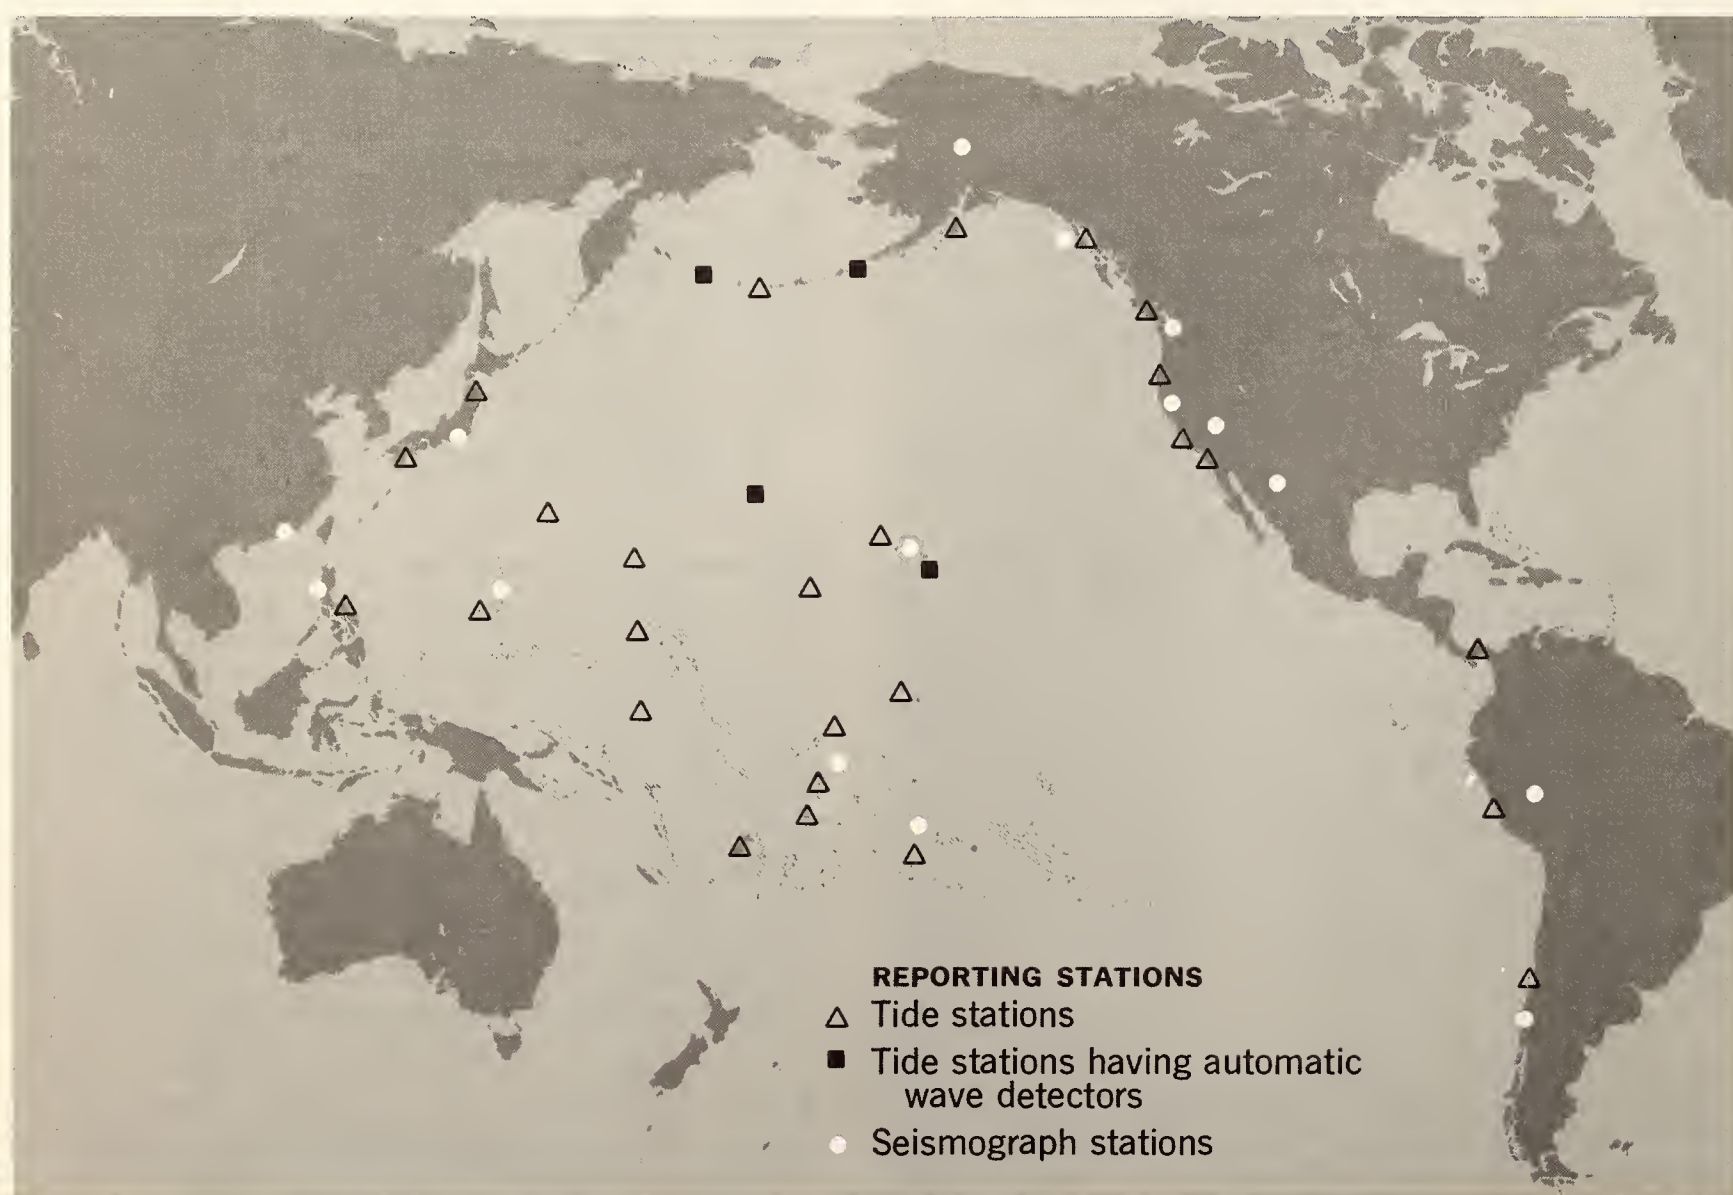 REPORTING STATIONS
Tide stations
Tide stations having automatic
wave detectors
Seismograph stations